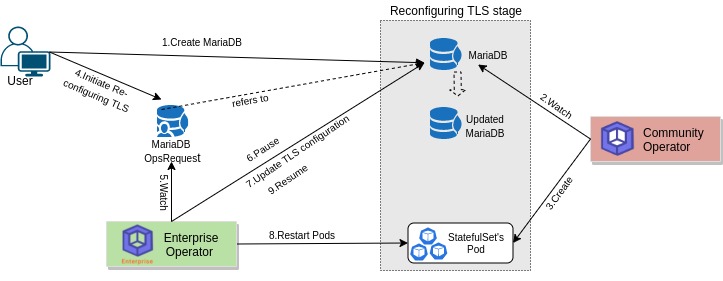 Reconfiguring TLS stage
1.Create MariaDB
MariaDB
User
4.Initiate Re-
configuring TLS
refers to
2.Watch
Updated
MariaDB
Community
Operator
MariaDB
OpsRequest
6.Pause
7.Update TLS configuration
9.Resume
5.Watch
3.Create
Enterprise
Operator
Enterprise
8.Restart Pods
StatefulSet's
Pod